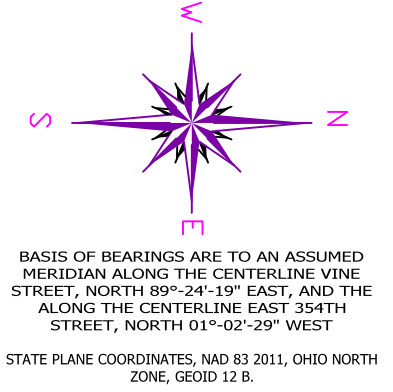 W
S
N
E
BASIS OF BEARINGS ARE TO AN ASSUMED
MERIDIAN ALONG THE CENTERLINE VINE
STREET, NORTH 89°-24'-19" EAST, AND THE
ALONG THE CENTERLINE EAST 354TH
STREET, NORTH 01°-02'-29" WEST
STATE PLANE COORDINATES, NAD 83 2011, OHIO NORTH
ZONE, GEOID 12 B.